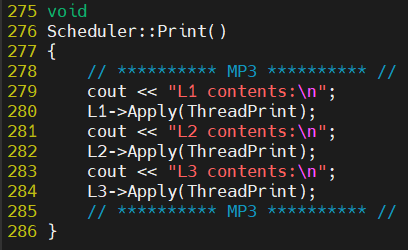 275 void
276 Scheduler::Print()
277 {
278     // ********** MP3 ********** //
279     cout << "L1 contents:\n";
280     L1->Apply(ThreadPrint);
281     cout << "L2 contents:\n";
282     L2->Apply(ThreadPrint);
283     cout << "L3 contents:\n";
284     L3->Apply(ThreadPrint);
285     // ********** MP3 ********** //
286 }